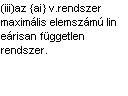 (iii)az {ai} v.rendszer
maximális elemszámú lin
eárisan független
rendszer.